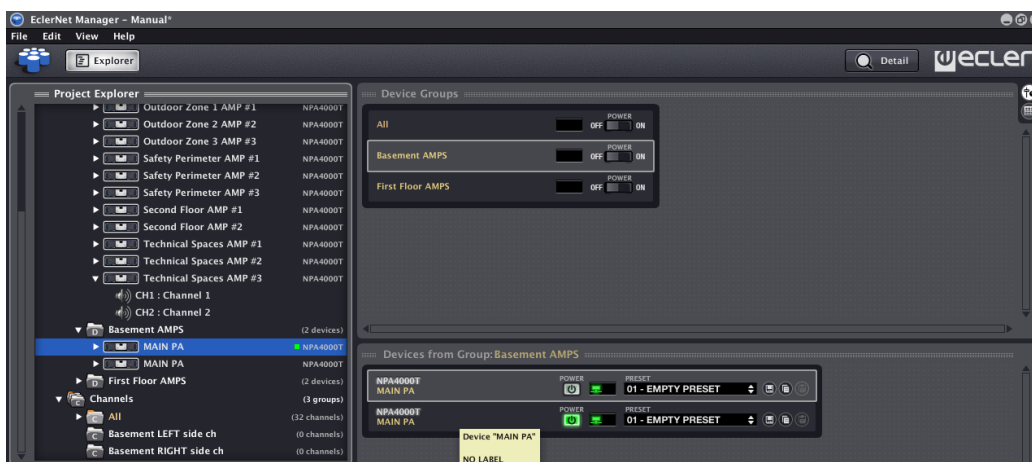 EclerNet Manager - Manual*
File Edit View Help
Explorer
Detail
ecler
Project Explorer
Outdoor Zone 1 AMP #1 NPA4000T
Outdoor Zone 2 AMP #2 NPA4000T
Outdoor Zone 3 AMP #3 NPA4000T
Safety Perimeter AMP #1 NPA4000T
Safety Perimeter AMP #2 NPA4000T
Safety Perimeter AMP #3 NPA4000T
Second Floor AMP #1 NPA4000T
Second Floor AMP #2 NPA4000T
Technical Spaces AMP #1 NPA4000T
Technical Spaces AMP #2 NPA4000T
Technical Spaces AMP #3 NPA4000T
CH1 : Channel 1
CH2 : Channel 2
D Basement AMPS (2 devices)
MAIN PA NPA4000T
MAIN PA NPA4000T
D First Floor AMPS (2 devices)
C Channels (3 groups)
C All (32 channels)
C Basement LEFT side ch (0 channels)
C Basement RIGHT side ch (0 channels)
Device Groups
POWER
All OFF ON
POWER
Basement AMPS OFF ON
POWER
First Floor AMPS OFF ON
Devices from Group:Basement AMPS
NPA4000T POWER PRESET
MAIN PA 01 - EMPTY PRESET
NPA4000T POWER PRESET
MAIN PA 01 - EMPTY PRESET
Device "MAIN PA"
NO LABEL